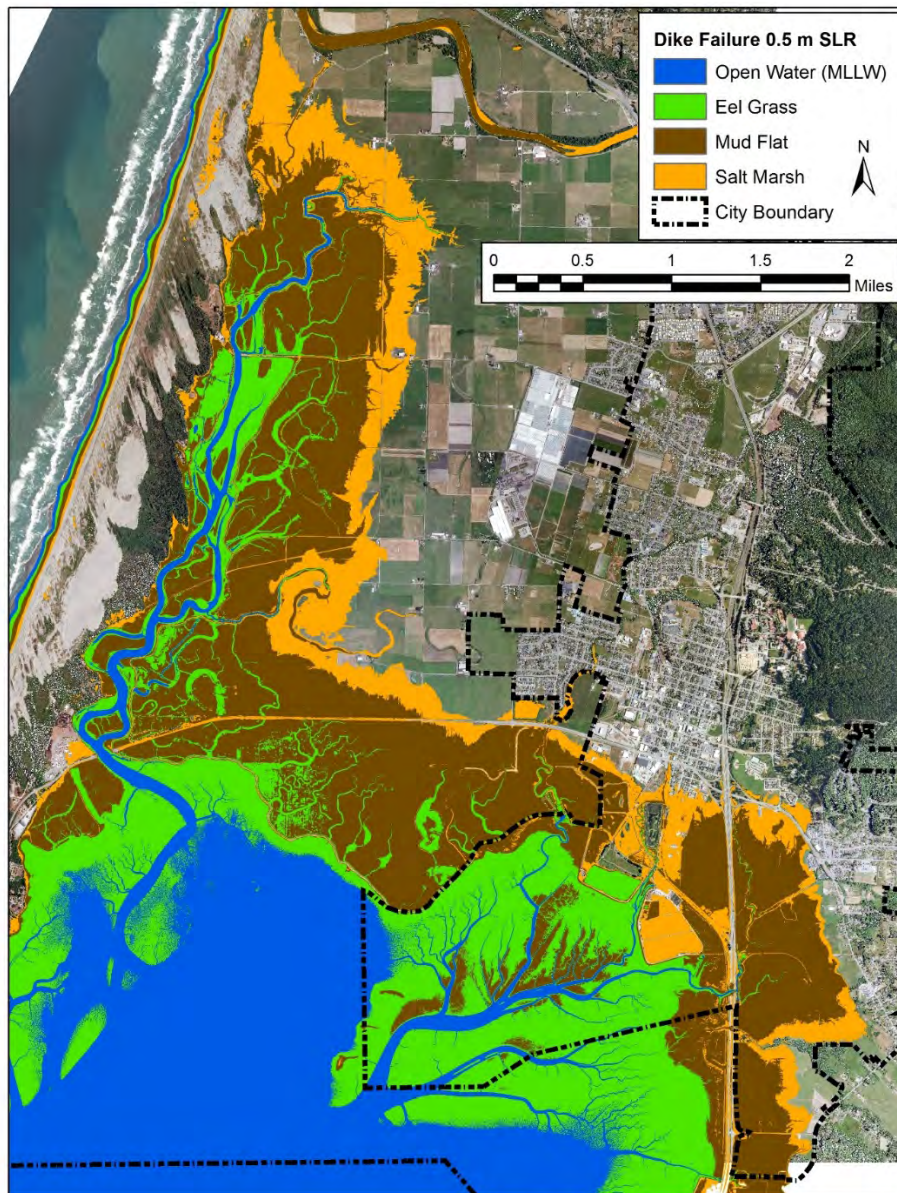 Dike Failure 0.5 m SLR
Open Water (MLLW)
Eel Grass
Mud Flat
Salt Marsh
City Boundary
N
0 0.5 1 1.5 2
Miles